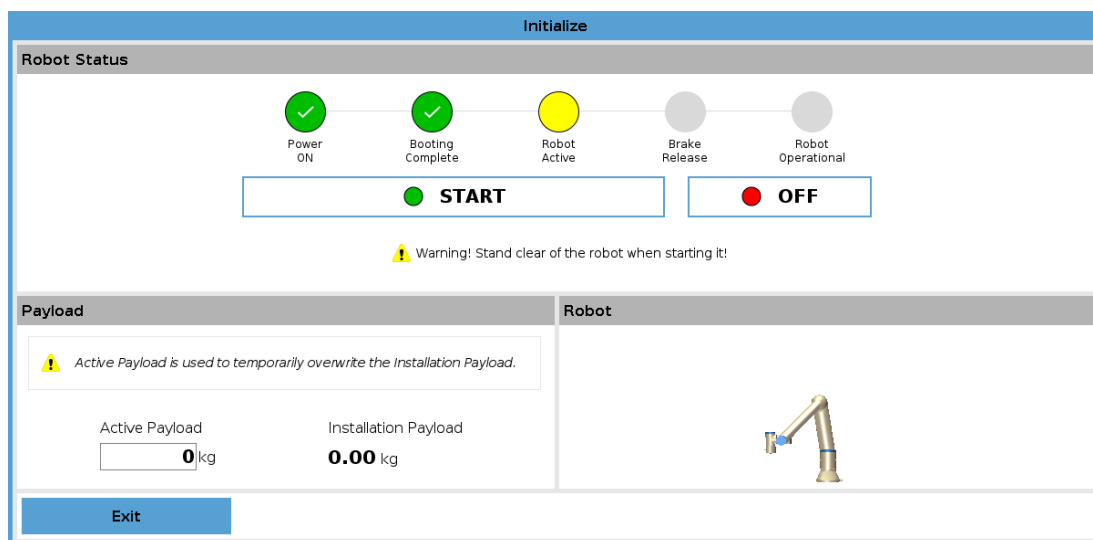 Initialize
Robot Status
Power
ON
Booting
Complete
Robot
Active
Brake
Release
Robot
Operational
START
OFF
Warning! Stand clear of the robot when starting it!
Payload
Active Payload is used to temporarily overwrite the Installation Payload.
Active Payload
0 kg
Installation Payload
0.00 kg
Robot
Exit